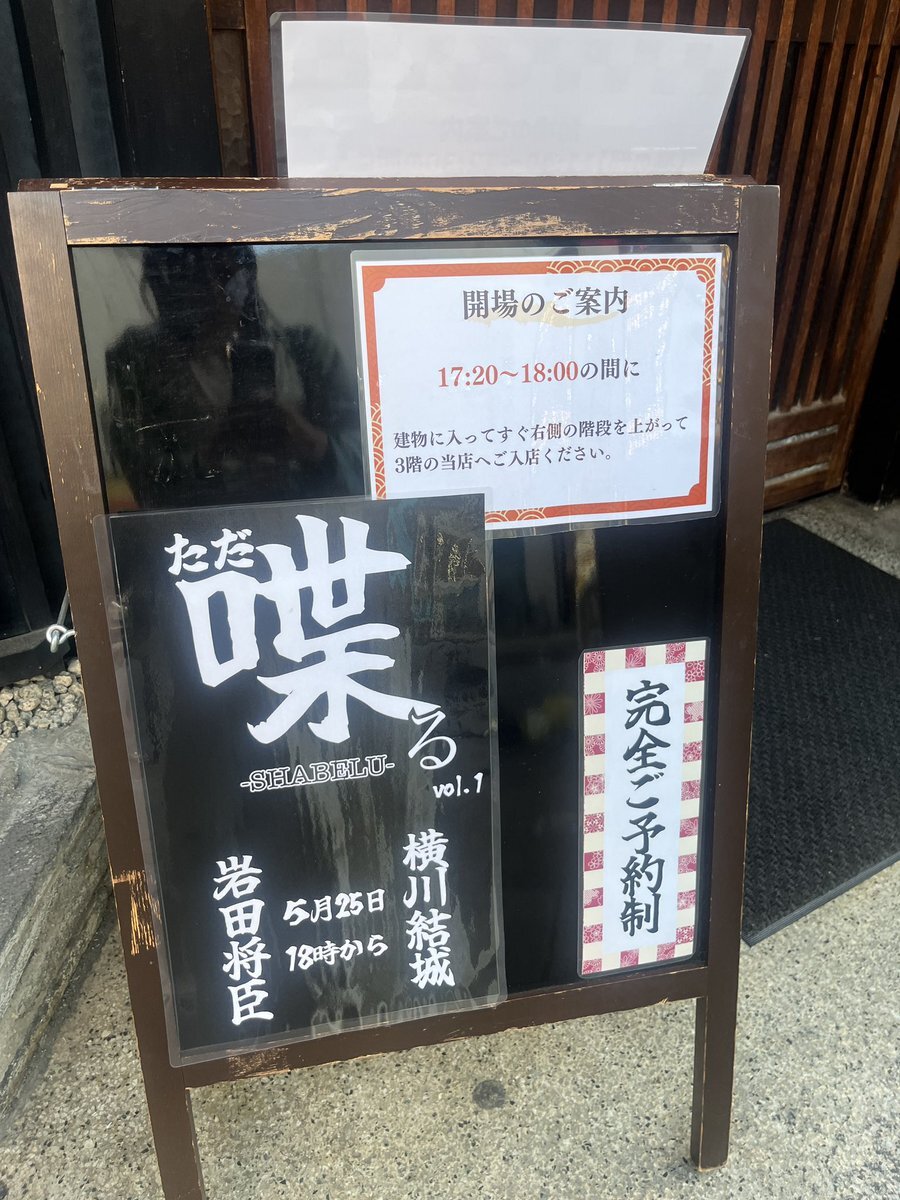 開場のご案内
17:20～18:00の間に
建物に入ってすぐ右側の階段を上がって
3階の当店へご入店ください。
ただ
喋る
-SHABELU-
vol.1
横川結城
5月25日
18時から
岩田将臣
完全ご予約制